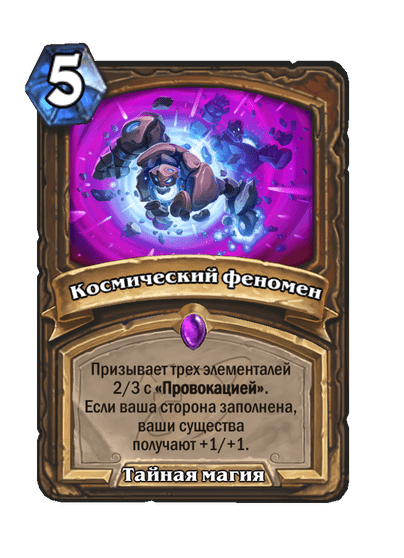 5
Космический феномен
Призывает трех элементалей
2/3 с «Провокацией».
Если ваша сторона заполнена,
ваши существа
получают +1/+1.
Тайная магия